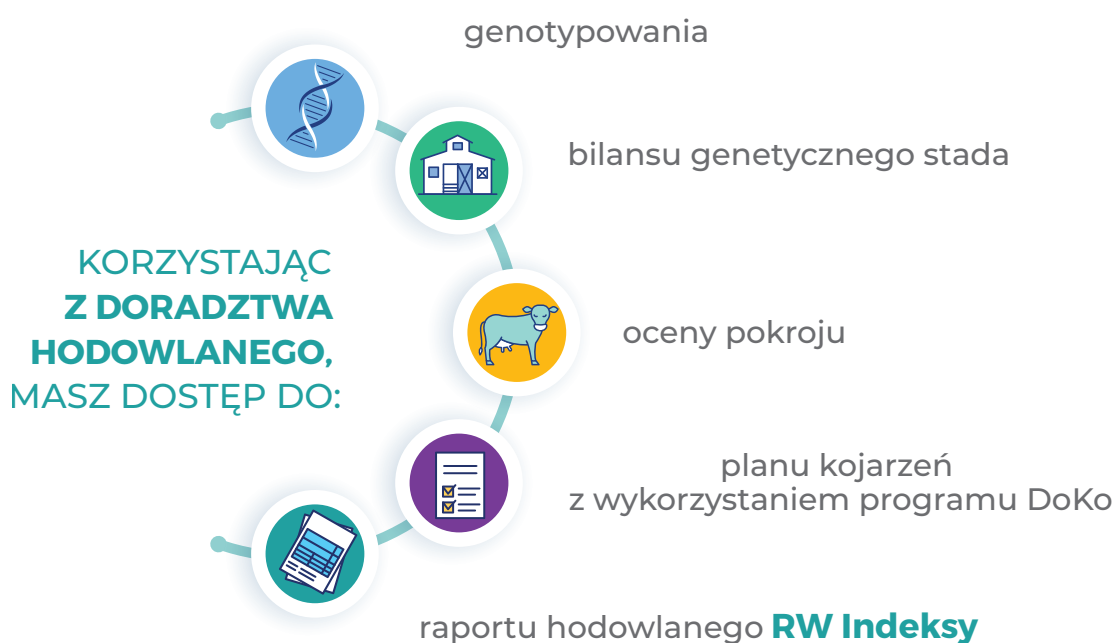 genotypowania
bilansu genetycznego stada
KORZYSTAJĄC
Z DORADZTWA
HODOWLANEGO,
MASZ DOSTĘP DO:
oceny pokroju
planu kojarzeń
z wykorzystaniem programu DoKo
raportu hodowlanego RW Indeksy